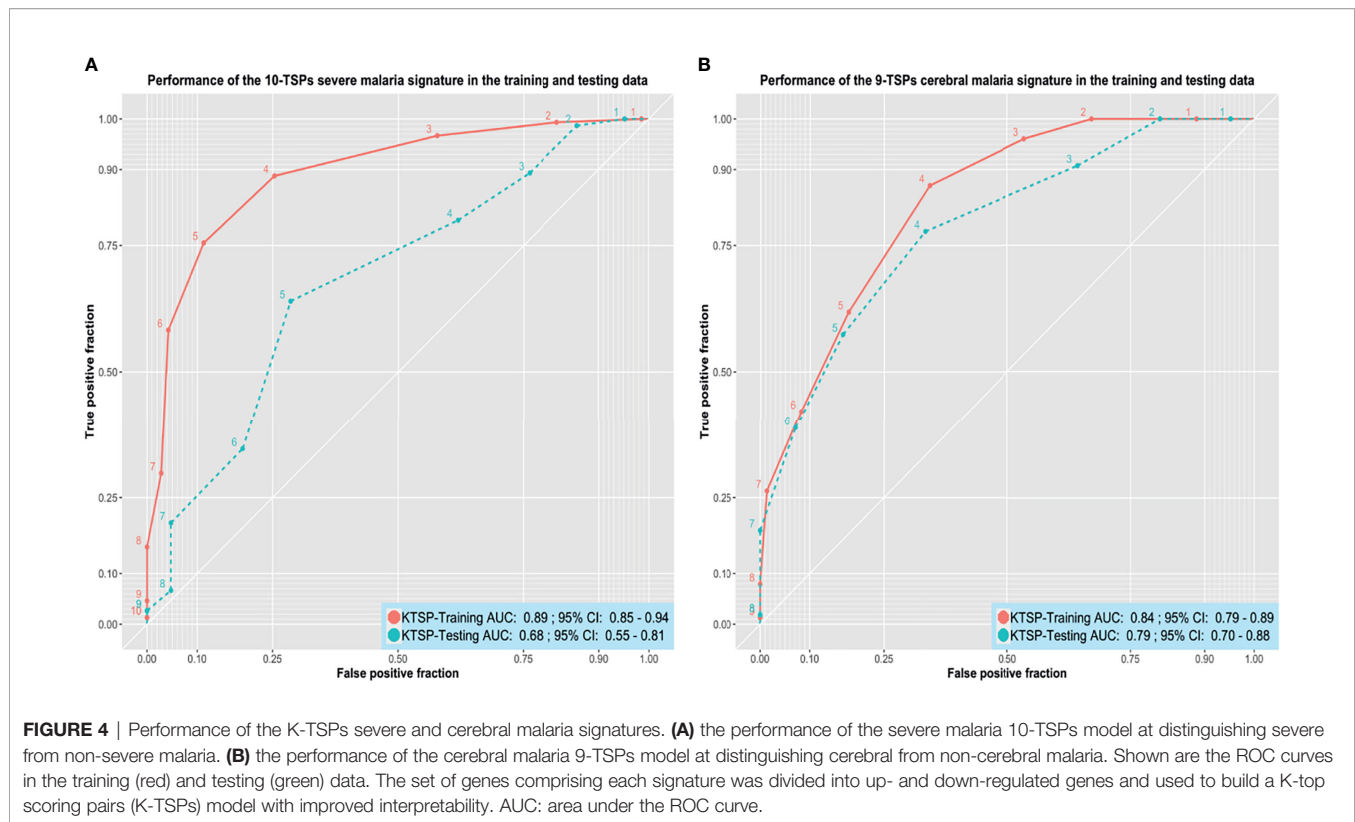 A
Performance of the 10-TSPs severe malaria signature in the training and testing data
1.00
0.90
0.75
0.50
0.25
0.10
0.00
True positive fraction
1
1
2
2
3
3
4
4
5
5
6
6
7
7
8
8
9
9
10
KTSP-Training AUC: 0.89 ; 95% CI: 0.85 - 0.94
KTSP-Testing AUC: 0.68 ; 95% CI: 0.55 - 0.81
0.00 0.10 0.25 0.50 0.75 0.90 1.00
False positive fraction
B
Performance of the 9-TSPs cerebral malaria signature in the training and testing data
1.00
0.90
0.75
0.50
0.25
0.10
0.00
True positive fraction
1
1
2
2
3
3
4
4
5
5
6
6
7
7
8
8
9
KTSP-Training AUC: 0.84 ; 95% CI: 0.79 - 0.89
KTSP-Testing AUC: 0.79 ; 95% CI: 0.70 - 0.88
0.00 0.10 0.25 0.50 0.75 0.90 1.00
False positive fraction
FIGURE 4 | Performance of the K-TSPs severe and cerebral malaria signatures. (A) the performance of the severe malaria 10-TSPs model at distinguishing severe
from non-severe malaria. (B) the performance of the cerebral malaria 9-TSPs model at distinguishing cerebral from non-cerebral malaria. Shown are the ROC curves
in the training (red) and testing (green) data. The set of genes comprising each signature was divided into up- and down-regulated genes and used to build a K-top
scoring pairs (K-TSPs) model with improved interpretability. AUC: area under the ROC curve.